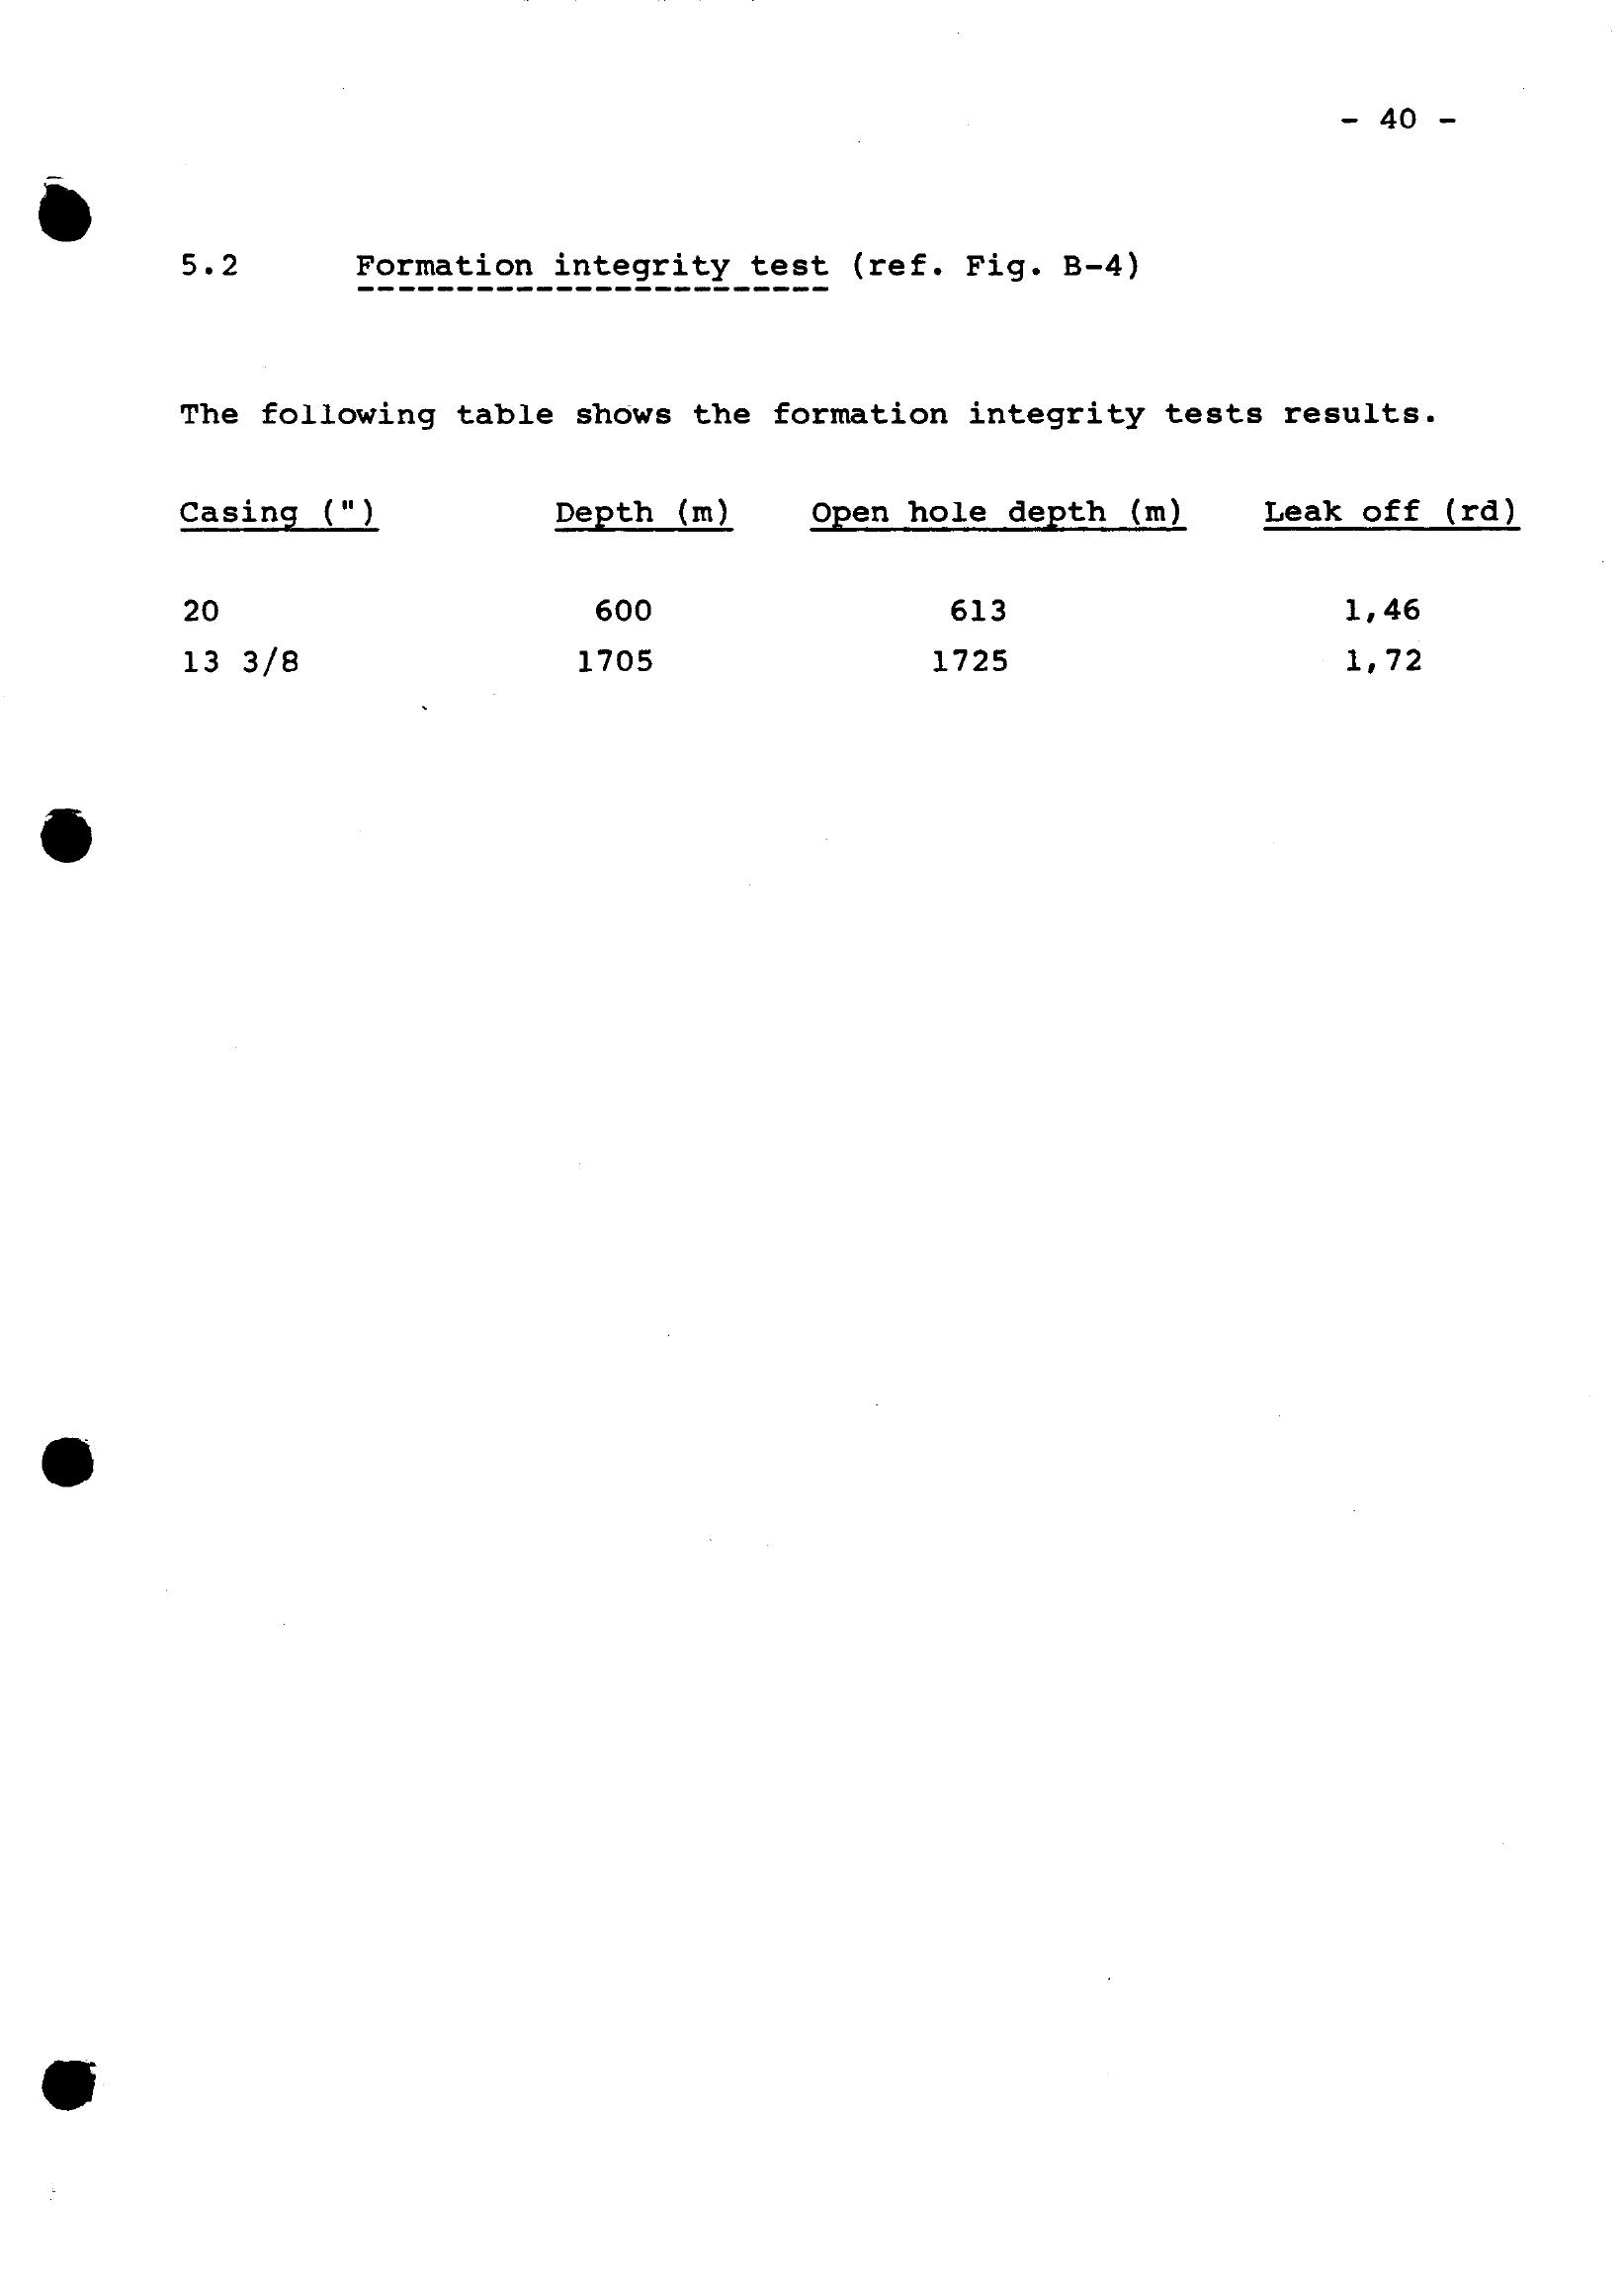 - 40 -
5.2 Formation integrity test (ref. Fig. B-4)
The following table shows the formation integrity tests results.
Casing (") Depth (m) Open hole depth (m) Leak off (rd)
20 600 613 1,46
13 3/8 1705 1725 1,72